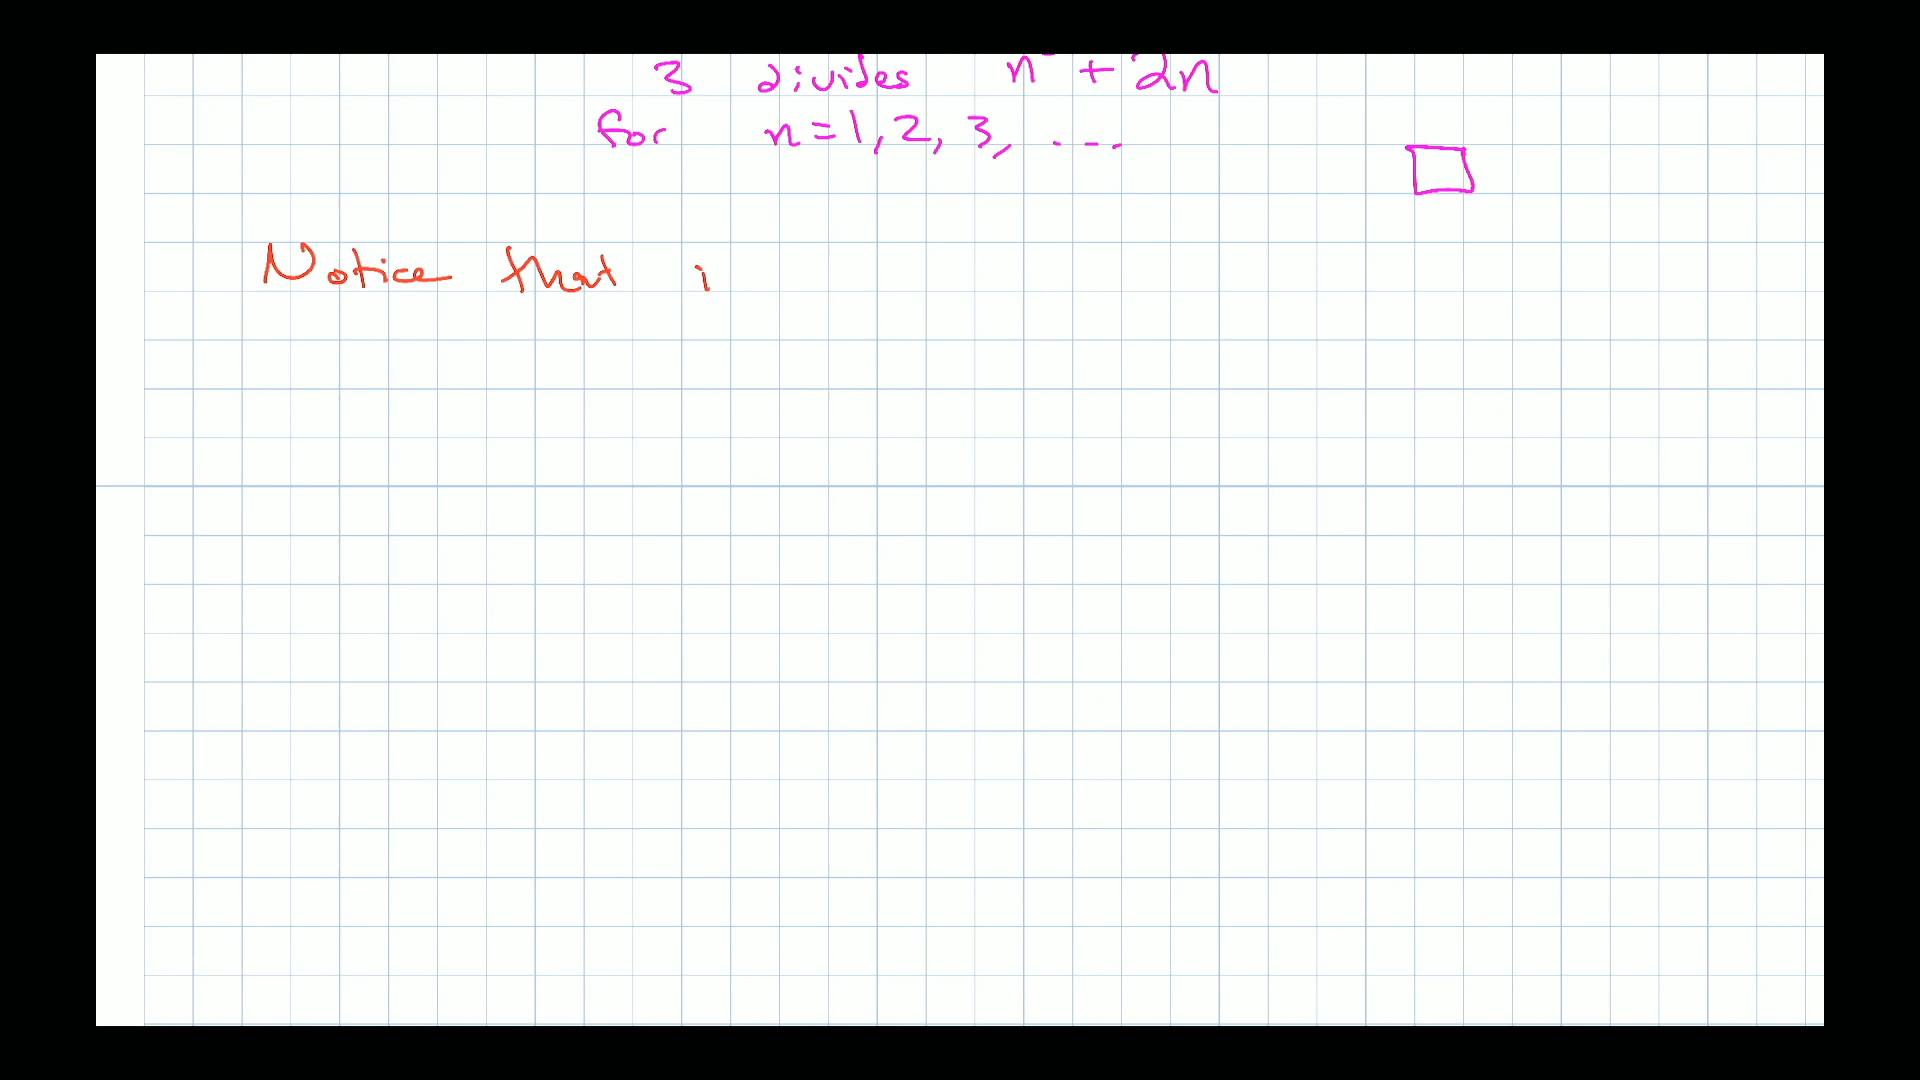 3 divides n + 2n
for n = 1, 2, 3, ...
Notice that i